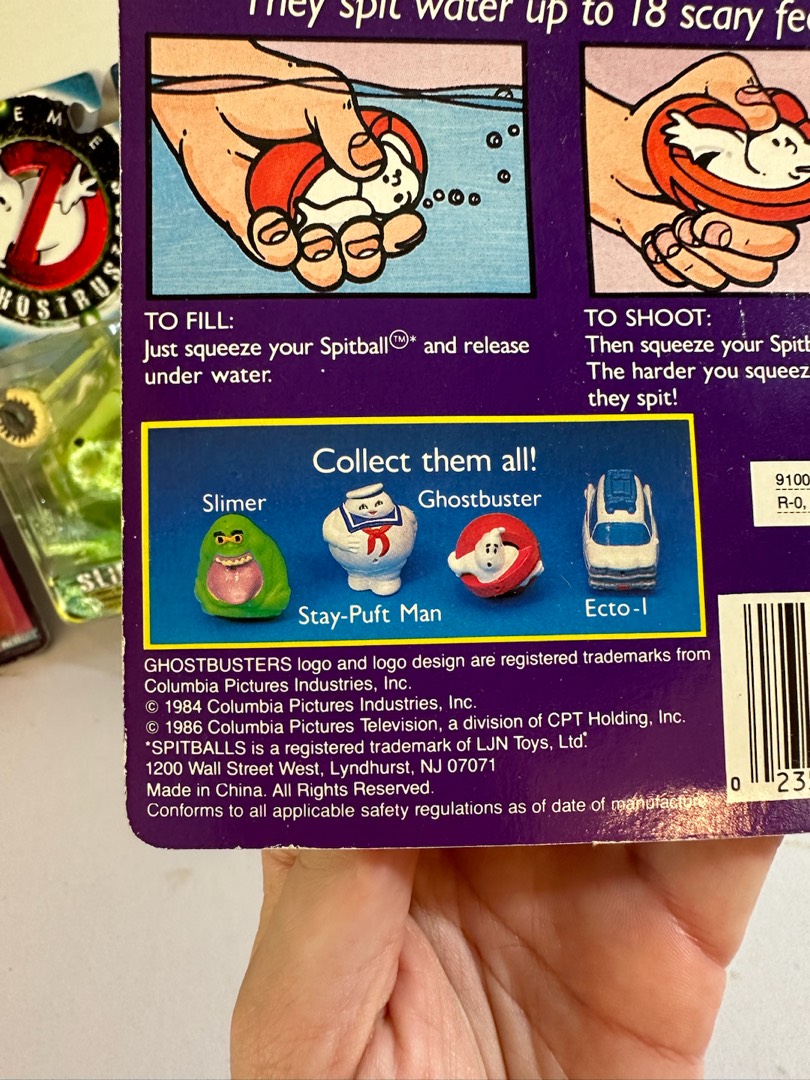 They spit water up to 18 scary
EME
HOSTBUS
TO FILL:
Just squeeze your Spitball™* and release
under water.
TO SHOOT:
Then squeeze your
The harder you
they spit!
Collect them all!
Slimer
Ghostbuster
Stay-Puft Man
Ecto-1
9100
R-0,
GHOSTBUSTERS logo and logo design are registered trademarks from
Columbia Pictures Industries, Inc.
© 1984 Columbia Pictures Industries, Inc.
© 1986 Columbia Pictures Television, a division of CPT Holding, Inc.
*SPITBALLS is a registered trademark of LJN Toys, Ltd.
1200 Wall Street West, Lyndhurst, NJ 07071
Made in China. All Rights Reserved.
Conforms to all applicable safety regulations as of date of manufacture
0 23